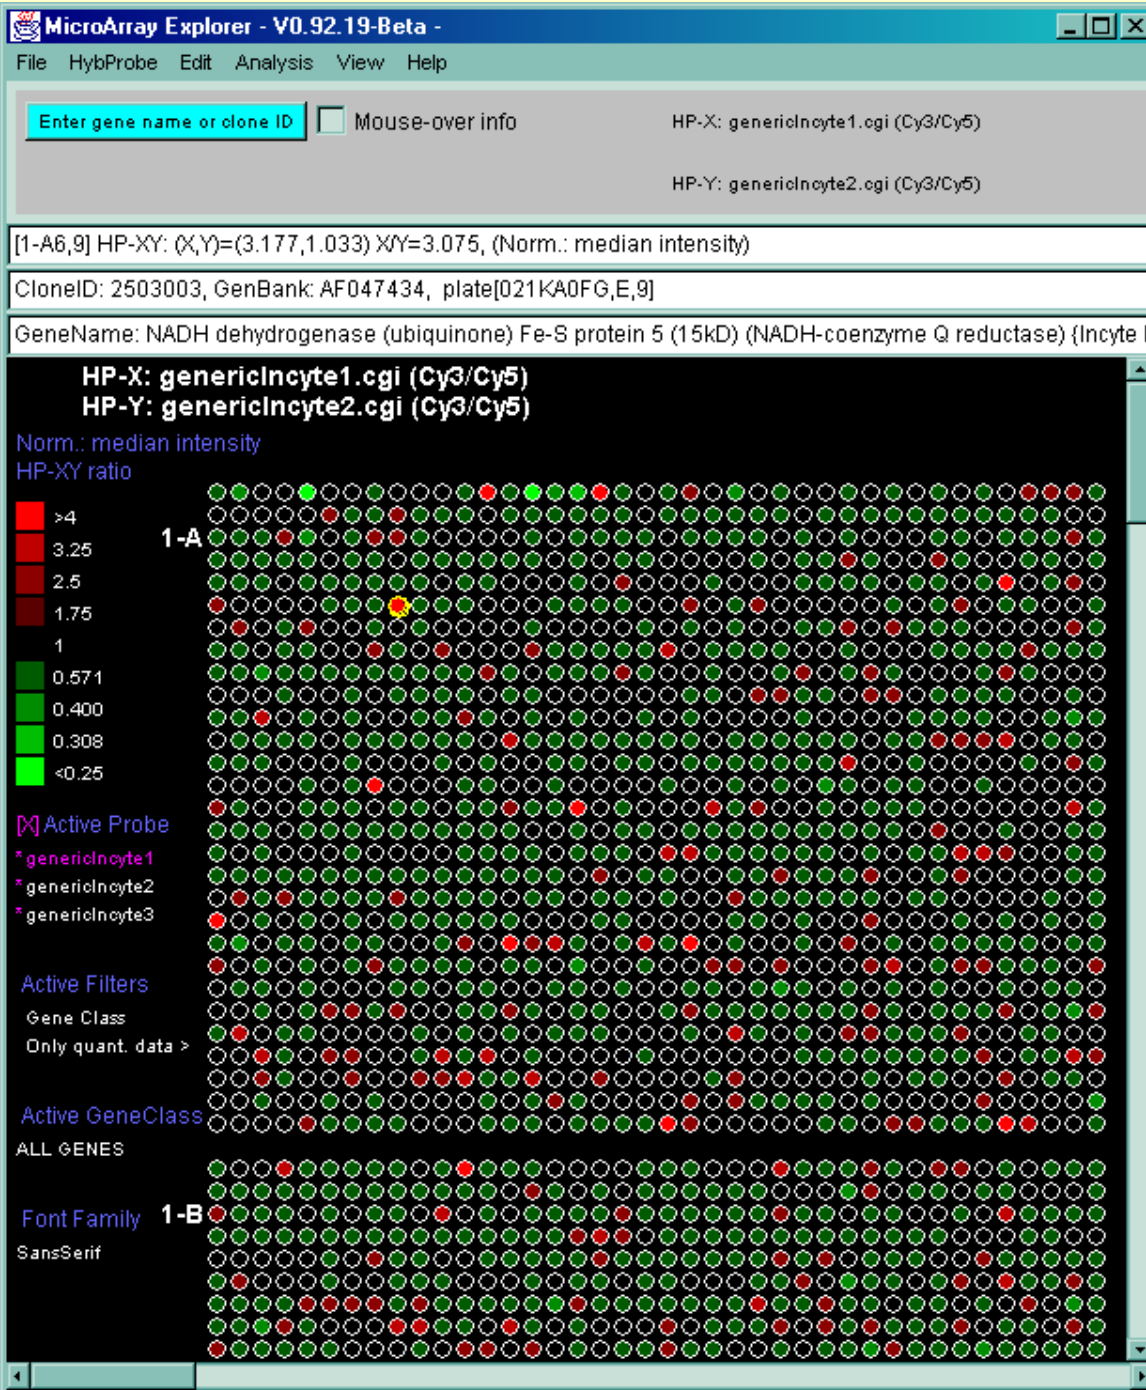 MicroArray Explorer - V0.92.19-Beta -
File HybProbe Edit Analysis View Help
Enter gene name or clone ID Mouse-over info HP-X: genericIncyte1.cgi (Cy3/Cy5)
HP-Y: genericIncyte2.cgi (Cy3/Cy5)
[1-A6,9] HP-XY: (X,Y)=(3.177,1.033) X/Y=3.075, (Norm.: median intensity)
CloneID: 2503003, GenBank: AF047434, plate[021KA0FG,E,9]
GeneName: NADH dehydrogenase (ubiquinone) Fe-S protein 5 (15kD) (NADH-coenzyme Q reductase) {Incyte
HP-X: genericIncyte1.cgi (Cy3/Cy5)
HP-Y: genericIncyte2.cgi (Cy3/Cy5)
Norm.: median intensity
HP-XY ratio
>4
1-A
3.25
2.5
1.75
1
0.571
0.400
0.308
<0.25
[X] Active Probe
* genericIncyte1
* genericIncyte2
* genericIncyte3
Active Filters
Gene Class
Only quant. data >
Active GeneClass
ALL GENES
Font Family 1-B
SansSerif